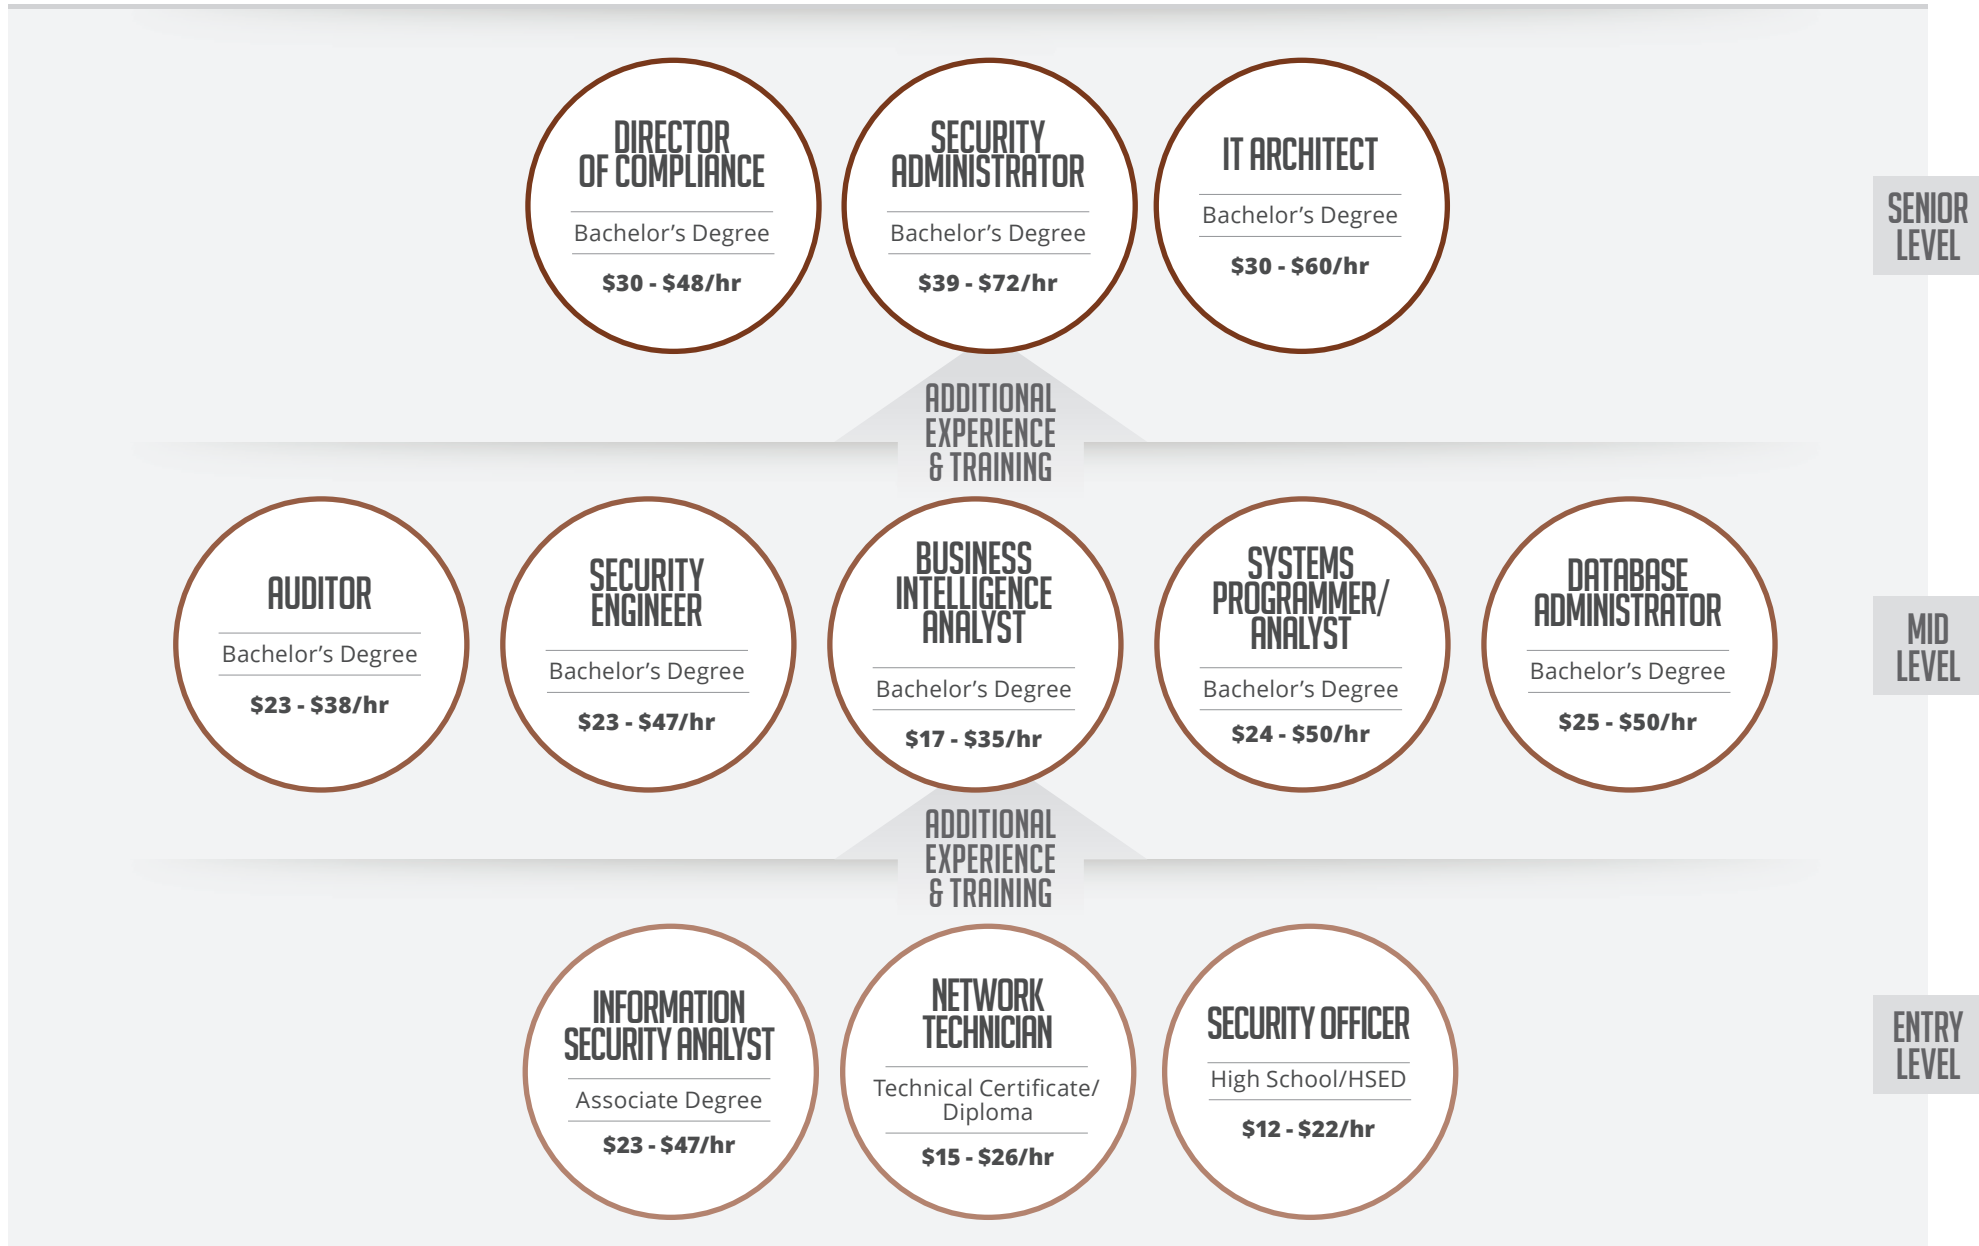 DIRECTOR
OF COMPLIANCE
Bachelor’s Degree
$30 - $48/hr
SECURITY
ADMINISTRATOR
Bachelor’s Degree
$39 - $72/hr
IT ARCHITECT
Bachelor’s Degree
$30 - $60/hr
SENIOR
LEVEL
ADDITIONAL
EXPERIENCE
& TRAINING
AUDITOR
Bachelor’s Degree
$23 - $38/hr
SECURITY
ENGINEER
Bachelor’s Degree
$23 - $47/hr
BUSINESS
INTELLIGENCE
ANALYST
Bachelor’s Degree
$17 - $35/hr
SYSTEMS
PROGRAMMER/
ANALYST
Bachelor’s Degree
$24 - $50/hr
DATABASE
ADMINISTRATOR
Bachelor’s Degree
$25 - $50/hr
MID
LEVEL
ADDITIONAL
EXPERIENCE
& TRAINING
INFORMATION
SECURITY ANALYST
Associate Degree
$23 - $47/hr
NETWORK
TECHNICIAN
Technical Certificate/
Diploma
$15 - $26/hr
SECURITY OFFICER
High School/HSED
$12 - $22/hr
ENTRY
LEVEL